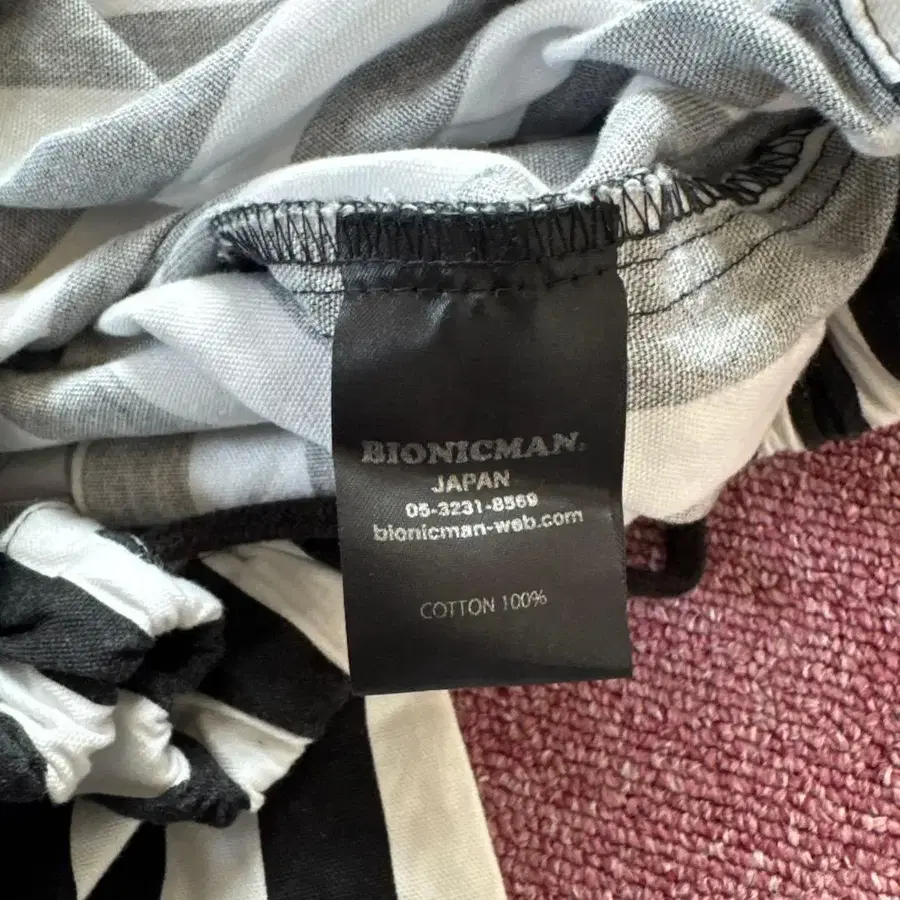 BIONICMAN.
JAPAN
05-3231-8569
bionicman-web.com
COTTON 100%